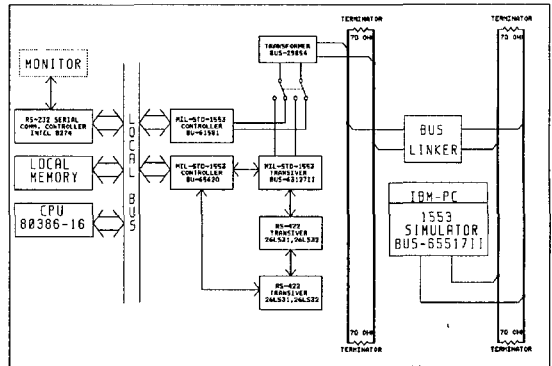 TERMINATOR
TERMINATOR
70 OHM
70 OHM
TRANSFORMER
BUS-29854
MONITOR
RS-232 SERIAL
COMM. CONTROLLER
INTEL 8274
LOCAL BUS
MIL-STD-1553
CONTROLLER
BU-61581
BUS
LINKER
LOCAL
MEMORY
MIL-STD-1553
CONTROLLER
BU-65420
MIL-STD-1553
TRANSIVER
BUS-63127II
CPU
80386-16
IBM-PC
1553
SIMULATOR
BUS-65517II
RS-422
TRANSIVER
26LS31,26LS32
RS-422
TRANSIVER
26LS31,26LS32
70 OHM
70 OHM
TERMINATOR
TERMINATOR